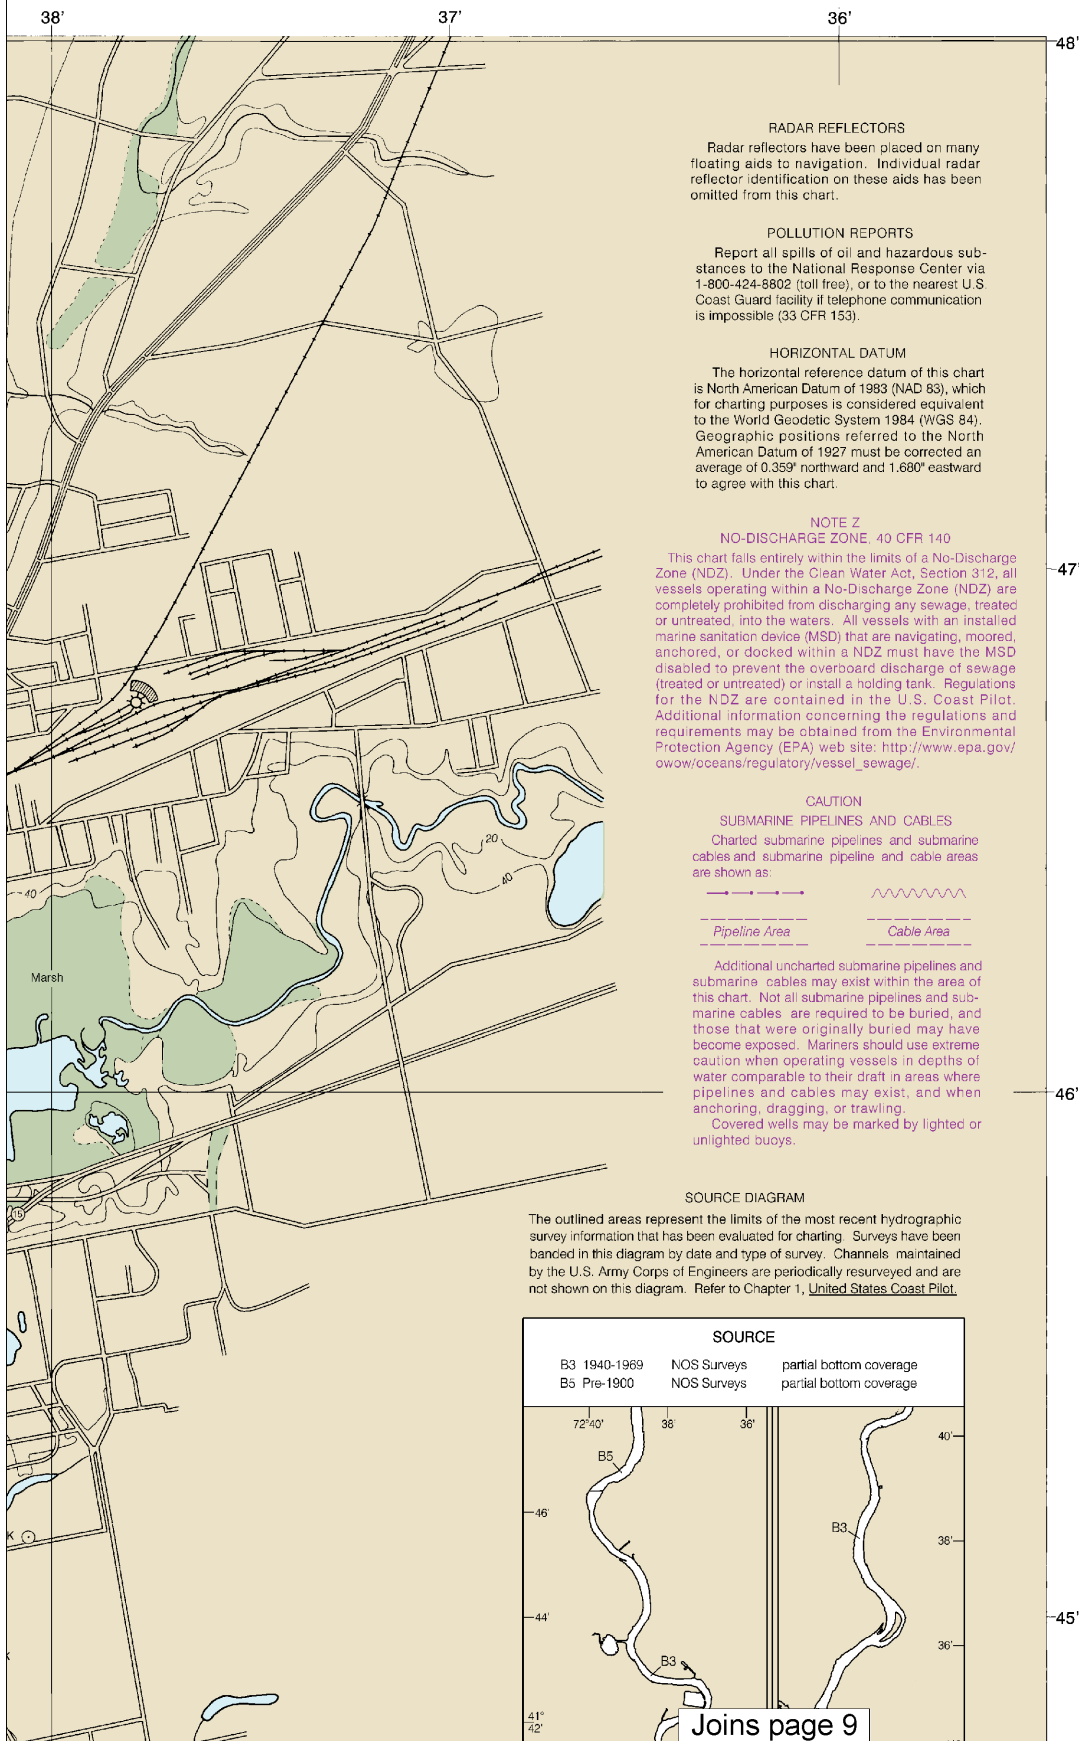 38'
37'
36'
48'
RADAR REFLECTORS
Radar reflectors have been placed on many
floating aids to navigation. Individual radar
reflector identification on these aids has been
omitted from this chart.
POLLUTION REPORTS
Report all spills of oil and hazardous sub-
stances to the National Response Center via
1-800-424-8802 (toll free), or to the nearest U.S.
Coast Guard facility if telephone communication
is impossible (33 CFR 153).
HORIZONTAL DATUM
The horizontal reference datum of this chart
is North American Datum of 1983 (NAD 83), which
for charting purposes is considered equivalent
to the World Geodetic System 1984 (WGS 84).
Geographic positions referred to the North
American Datum of 1927 must be corrected an
average of 0.359" northward and 1.680" eastward
to agree with this chart.
NOTE Z
NO-DISCHARGE ZONE, 40 CFR 140
This chart falls entirely within the limits of a No-Discharge
Zone (NDZ). Under the Clean Water Act, Section 312, all
vessels operating within a No-Discharge Zone (NDZ) are
completely prohibited from discharging any sewage, treated
or untreated, into the waters. All vessels with an installed
marine sanitation device (MSD) that are navigating, moored,
anchored, or docked within a NDZ must have the MSD
disabled to prevent the overboard discharge of sewage
(treated or untreated) or install a holding tank. Regulations
for the NDZ are contained in the U.S. Coast Pilot.
Additional information concerning the regulations and
requirements may be obtained from the Environmental
Protection Agency (EPA) web site: http://www.epa.gov/
owow/oceans/regulatory/vessel_sewage/.
47'
CAUTION
SUBMARINE PIPELINES AND CABLES
Charted submarine pipelines and submarine
cables and submarine pipeline and cable areas
are shown as:
Pipeline Area
Cable Area
Additional uncharted submarine pipelines and
submarine cables may exist within the area of
this chart. Not all submarine pipelines and sub-
marine cables are required to be buried, and
those that were originally buried may have
become exposed. Mariners should use extreme
caution when operating vessels in depths of
water comparable to their draft in areas where
pipelines and cables may exist, and when
anchoring, dragging, or trawling.
Covered wells may be marked by lighted or
unlighted buoys.
20
40
40
Marsh
46'
15
SOURCE DIAGRAM
The outlined areas represent the limits of the most recent hydrographic
survey information that has been evaluated for charting. Surveys have been
banded in this diagram by date and type of survey. Channels maintained
by the U.S. Army Corps of Engineers are periodically resurveyed and are
not shown on this diagram. Refer to Chapter 1, United States Coast Pilot.
SOURCE
B3 1940-1969 NOS Surveys partial bottom coverage
B5 Pre-1900 NOS Surveys partial bottom coverage
72°40'
38'
36'
40'
B5
46'
B3
38'
K
44'
36'
45'
B3
41°
42'
Joins page 9